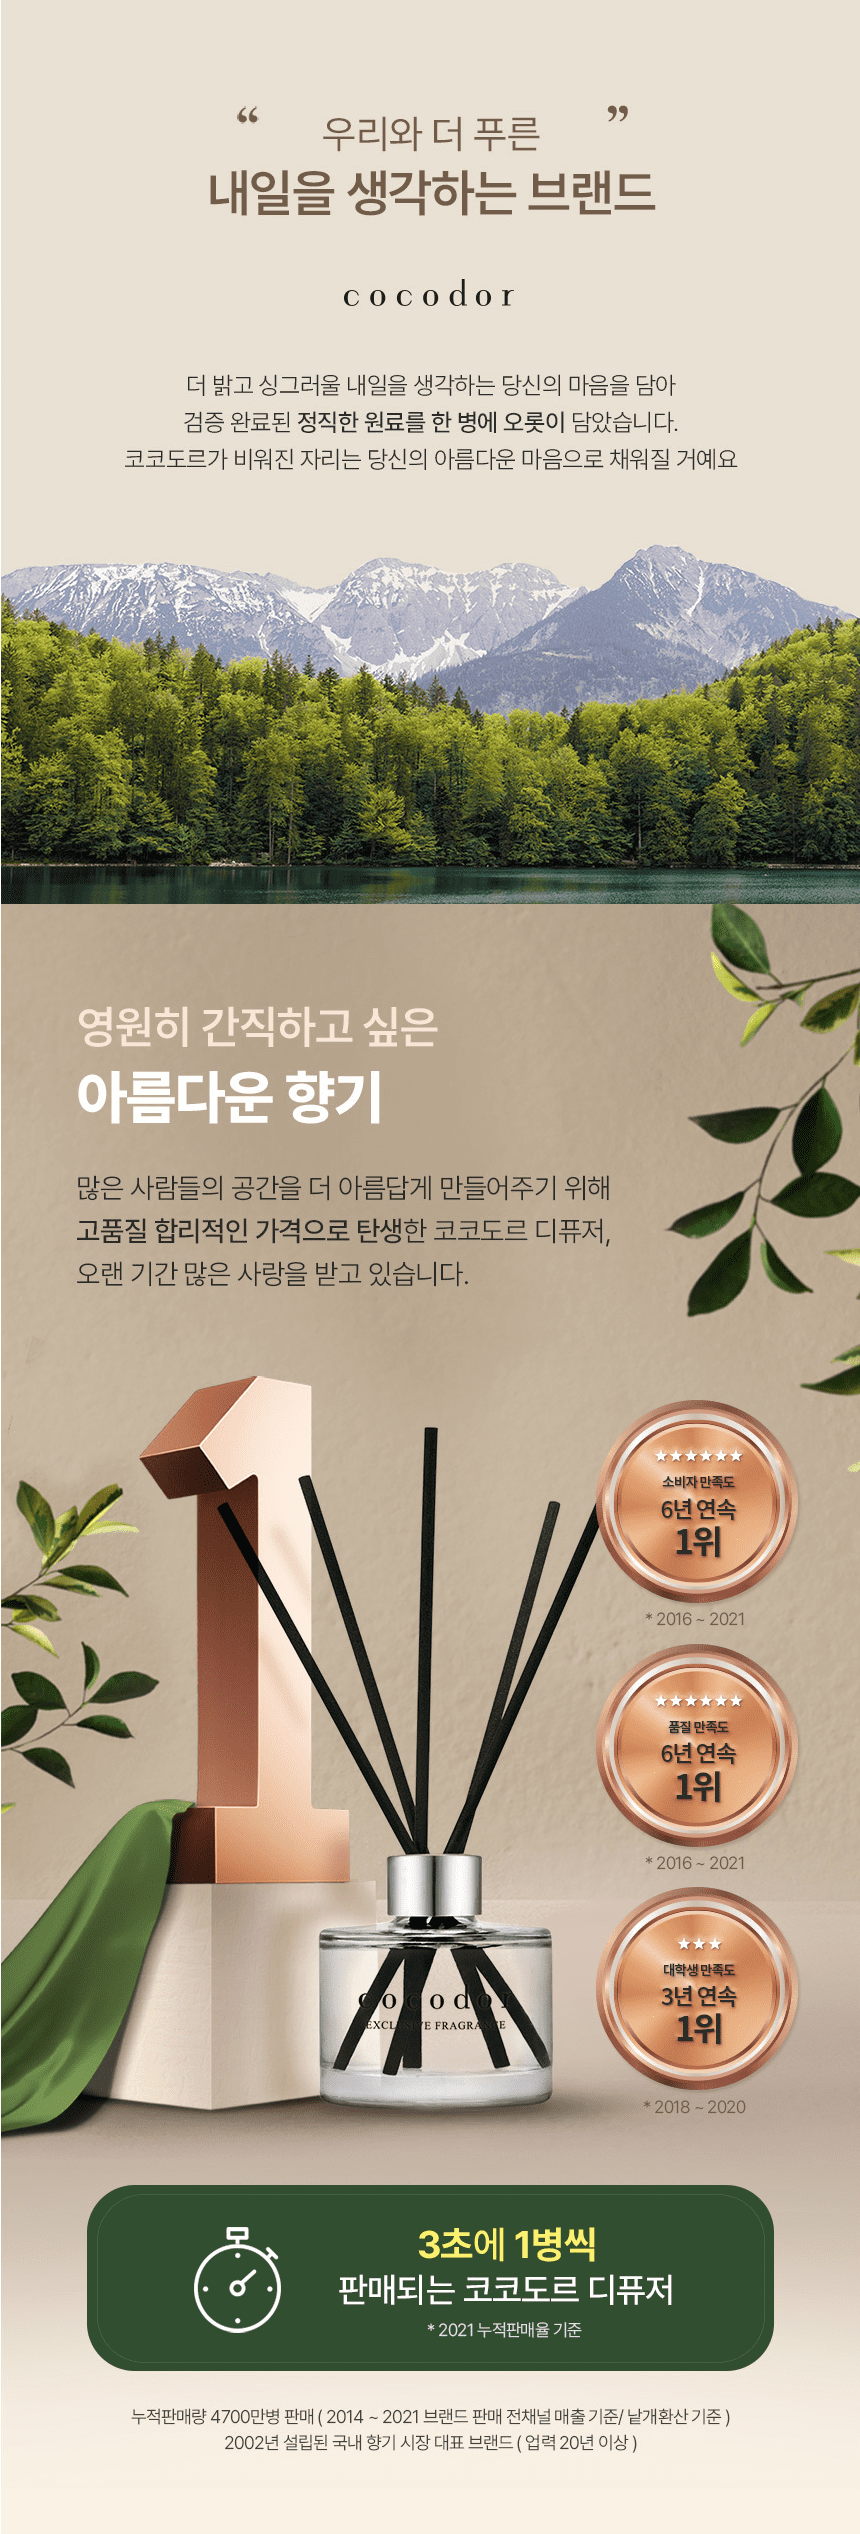 “ 우리와 더 푸른 ”
내일을 생각하는 브랜드
cocodor
더 밝고 싱그러울 내일을 생각하는 당신의 마음을 담아
검증 완료된 정직한 원료를 한 병에 오롯이 담았습니다.
코코도르가 비워진 자리는 당신의 아름다운 마음으로 채워질 거예요
영원히 간직하고 싶은
아름다운 향기
많은 사람들의 공간을 더 아름답게 만들어주기 위해
고품질 합리적인 가격으로 탄생한 코코도르 디퓨저,
오랜 기간 많은 사랑을 받고 있습니다.
1
★★★★★★
소비자 만족도
6년 연속
1위
* 2016 ~ 2021
★★★★★★
품질 만족도
6년 연속
1위
* 2016 ~ 2021
★★★
대학생 만족도
3년 연속
1위
* 2018 ~ 2020
cocodor
EXCLUSIVE FRAGRANCE
3초에 1병씩
판매되는 코코도르 디퓨저
* 2021 누적판매율 기준
누적판매량 4700만병 판매 ( 2014 ~ 2021 브랜드 판매 전채널 매출 기준/ 낱개환산 기준 )
2002년 설립된 국내 향기 시장 대표 브랜드 ( 업력 20년 이상 )